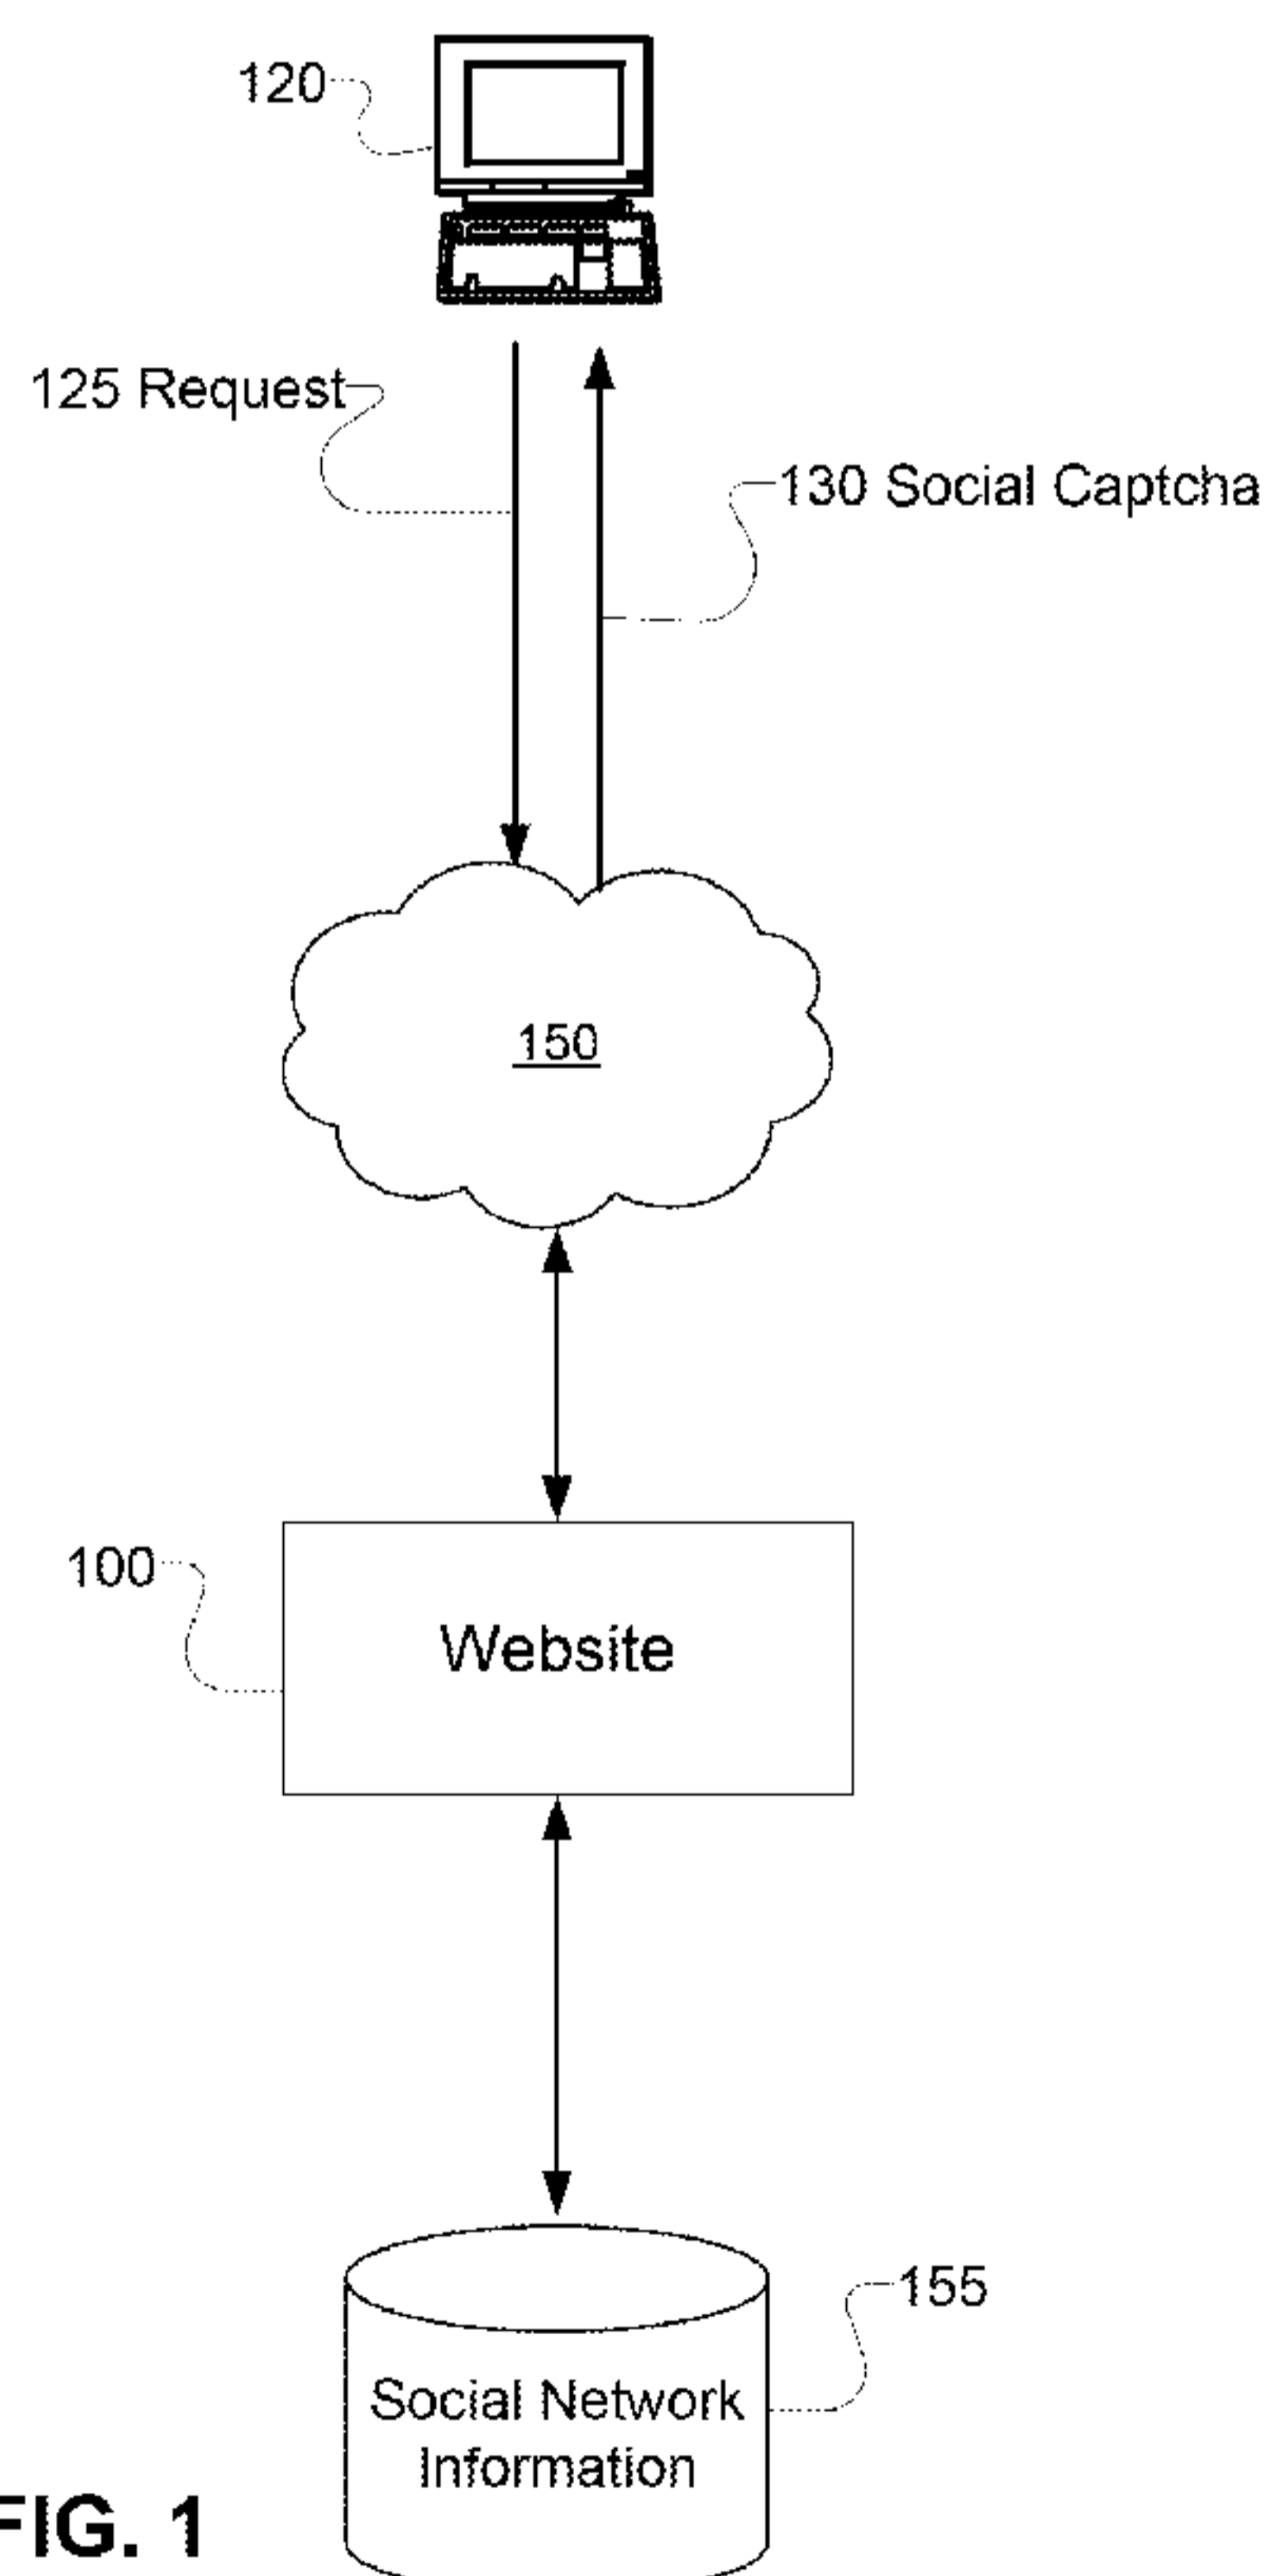 120
125 Request
130 Social Captcha
150
100
Website
155
Social Network
Information
FIG. 1